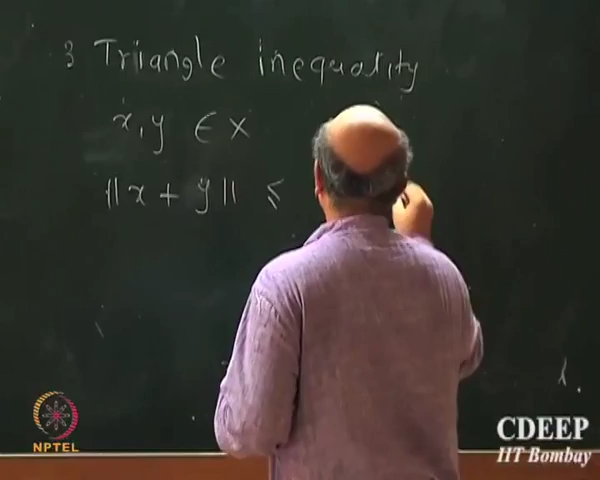 3 Triangle inequality
x, y ∈ X
||x + y|| ≤
NPTEL
CDEEP
IIT Bombay